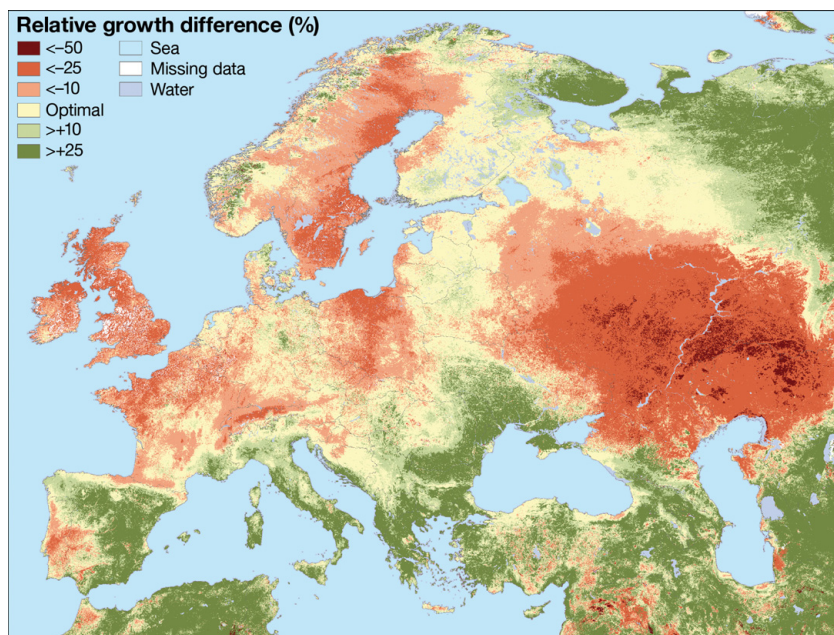 Relative growth difference (%)
<–50
<–25
<–10
Optimal
>+10
>+25
Sea
Missing data
Water